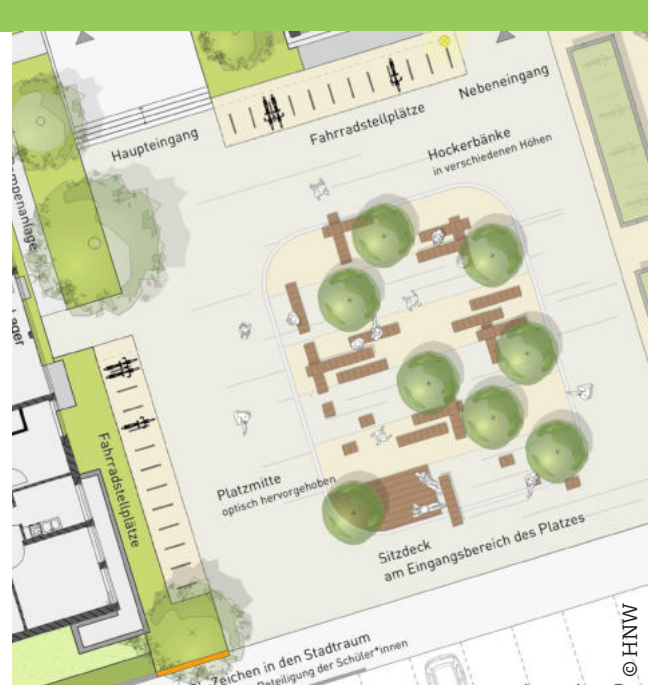 Haupteingang
Fahrradstellplätze
Nebeneingang
Hockerbänke
in verschiedenen Höhen
Lager
Fahrradstellplätze
Platzmitte
optisch hervorgehoben
Sitzdeck
am Eingangsbereich des Platzes
Zeichen in den Stadtraum
Beteiligung der Schüler*innen
© HNW